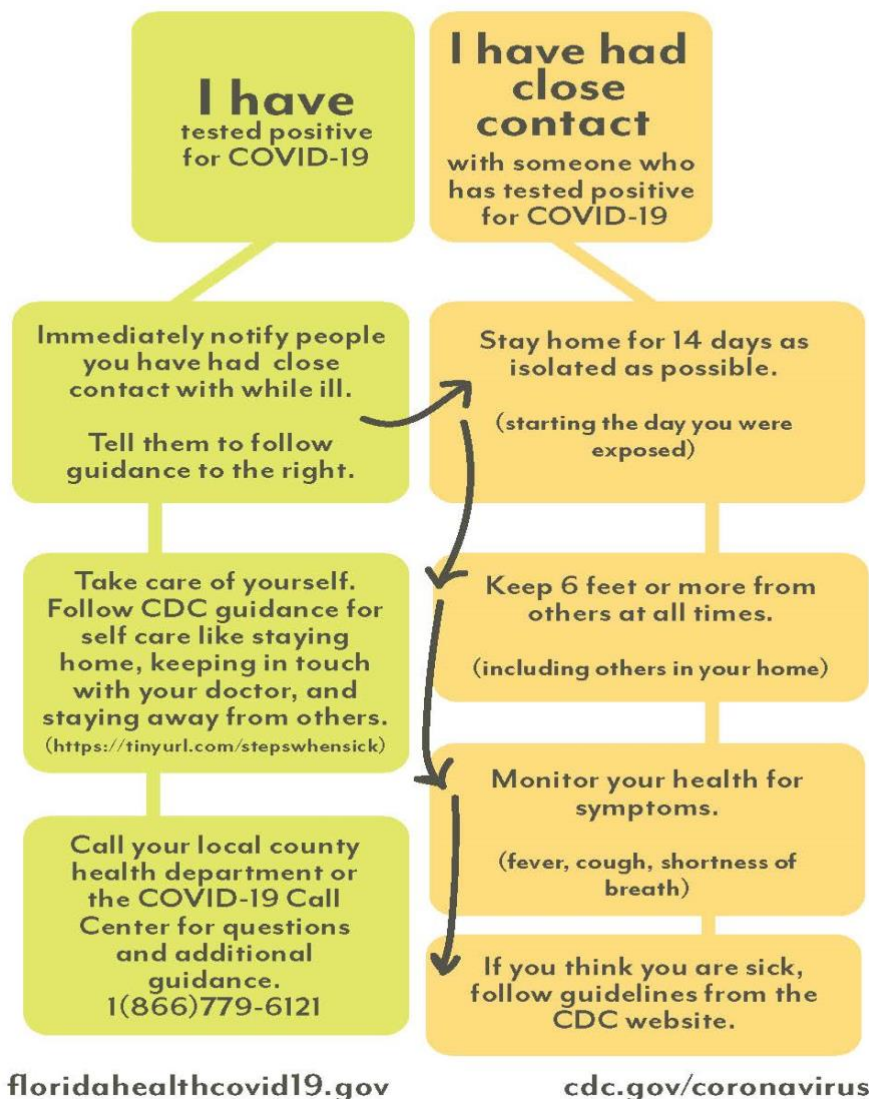 I have
tested positive
for COVID-19
Immediately notify people
you have had close
contact with while ill.
Tell them to follow
guidance to the right.
Take care of yourself.
Follow CDC guidance for
self care like staying
home, keeping in touch
with your doctor, and
staying away from others.
(https://tinyurl.com/stepswhensick)
Call your local county
health department or
the COVID-19 Call
Center for questions
and additional
guidance.
1(866)779-6121
I have had
close
contact
with someone who
has tested positive
for COVID-19
Stay home for 14 days as
isolated as possible.
(starting the day you were
exposed)
Keep 6 feet or more from
others at all times.
(including others in your home)
Monitor your health for
symptoms.
(fever, cough, shortness of
breath)
If you think you are sick,
follow guidelines from the
CDC website.
floridahealthcovid19.gov
cdc.gov/coronavirus